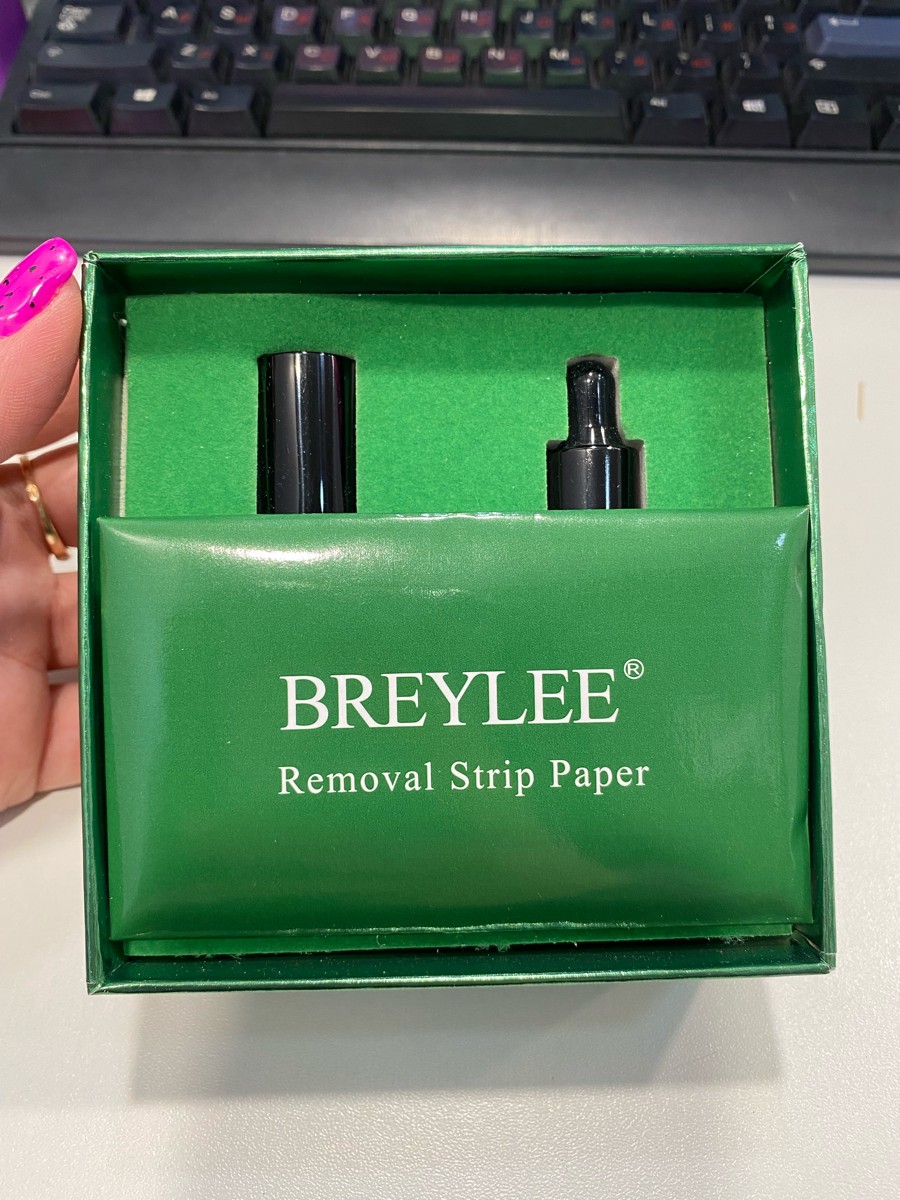 A S D F G H J K L
Z X C V B N M
BREYLEE®
Removal Strip Paper